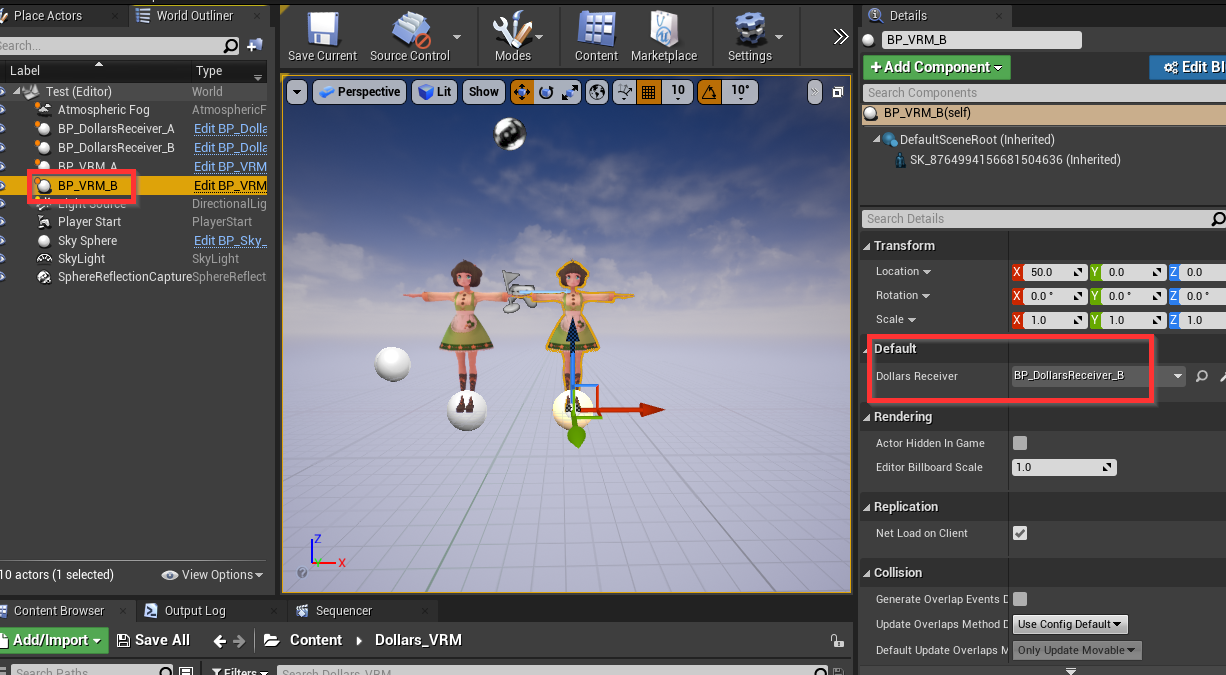 Place Actors
World Outliner
Search...
Label
Type
Test (Editor)
World
Atmospheric Fog
AtmosphericF
BP_DollarsReceiver_A
Edit BP_Dolla
BP_DollarsReceiver_B
Edit BP_Dolla
BP_VRM_A
Edit BP_VRM
BP_VRM_B
Edit BP_VRM
Light Source
DirectionalLig
Player Start
PlayerStart
Sky Sphere
Edit BP_Sky_
SkyLight
SkyLight
SphereReflectionCapture
SphereReflect
10 actors (1 selected)
View Options
Save Current
Source Control
Modes
Content
Marketplace
Settings
Perspective
Lit
Show
10
10°
Z
X
Details
BP_VRM_B
Add Component
Edit Bl
Search Components
BP_VRM_B(self)
DefaultSceneRoot (Inherited)
SK_8764994156681504636 (Inherited)
Search Details
Transform
Location
X 50.0 Y 0.0 Z 0.0
Rotation
X 0.0 ° Y 0.0 ° Z 0.0 °
Scale
X 1.0 Y 1.0 Z 1.0
Default
Dollars Receiver
BP_DollarsReceiver_B
Rendering
Actor Hidden In Game
Editor Billboard Scale
1.0
Replication
Net Load on Client
Collision
Generate Overlap Events D
Update Overlaps Method D
Use Config Default
Default Update Overlaps M
Only Update Movable
Content Browser
Output Log
Sequencer
Add/Import
Save All
Content
Dollars_VRM
Search Paths
Filters
Search Dollars_VRM